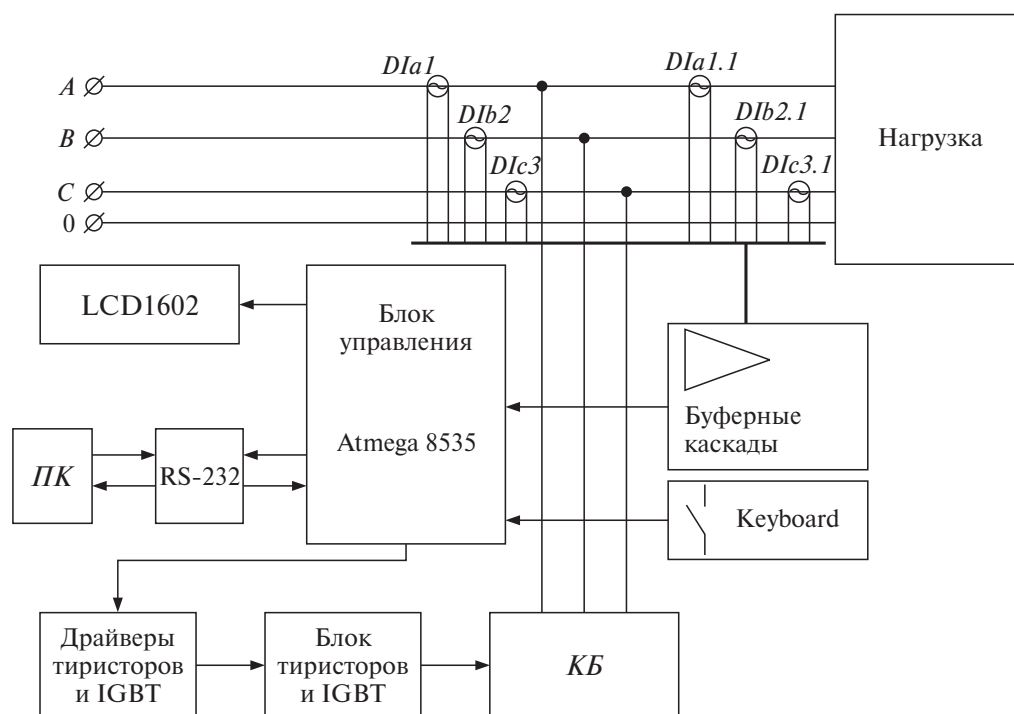 DIa1
DIa1.1
A
DIb2
DIb2.1
B
Нагрузка
DIc3
DIc3.1
C
0
LCD1602
Блок
управления
Atmega 8535
Буферные
каскады
ПК
RS-232
Keyboard
Драйверы
тиристоров
и IGBT
Блок
тиристоров
и IGBT
КБ